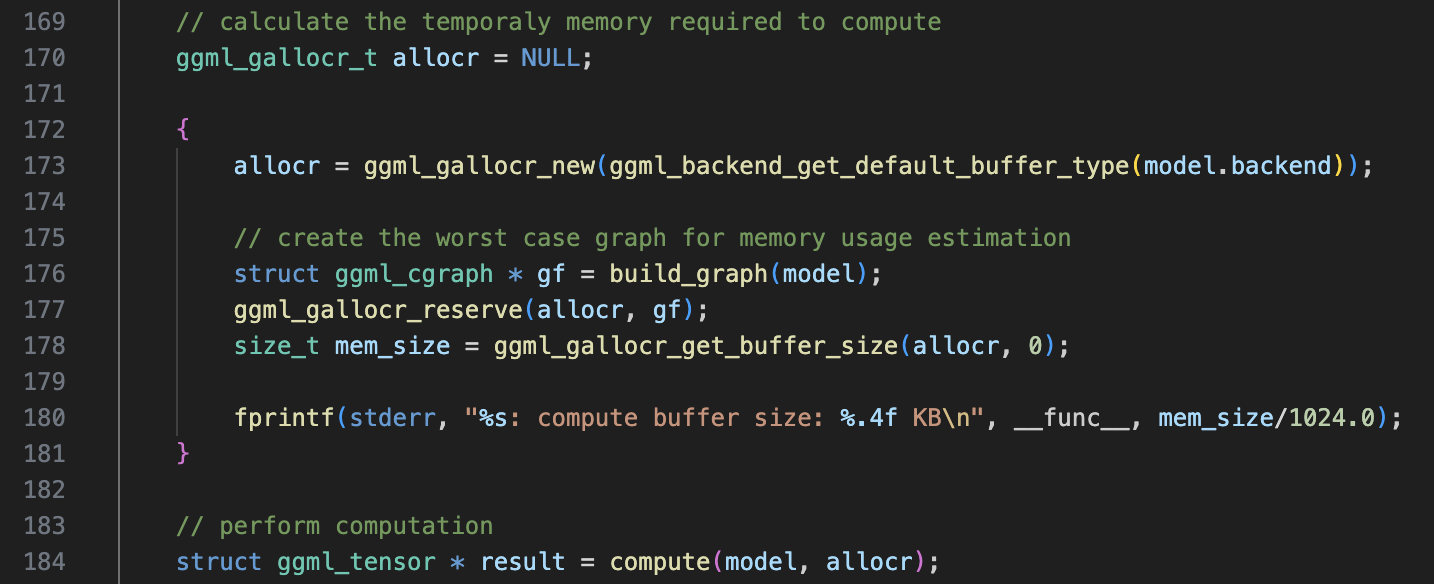 169 // calculate the temporaly memory required to compute
170 ggml_gallocr_t allocr = NULL;
171
172 {
173 allocr = ggml_gallocr_new(ggml_backend_get_default_buffer_type(model.backend));
174
175 // create the worst case graph for memory usage estimation
176 struct ggml_cgraph * gf = build_graph(model);
177 ggml_gallocr_reserve(allocr, gf);
178 size_t mem_size = ggml_gallocr_get_buffer_size(allocr, 0);
179
180 fprintf(stderr, "%s: compute buffer size: %.4f KB\n", __func__, mem_size/1024.0);
181 }
182
183 // perform computation
184 struct ggml_tensor * result = compute(model, allocr);